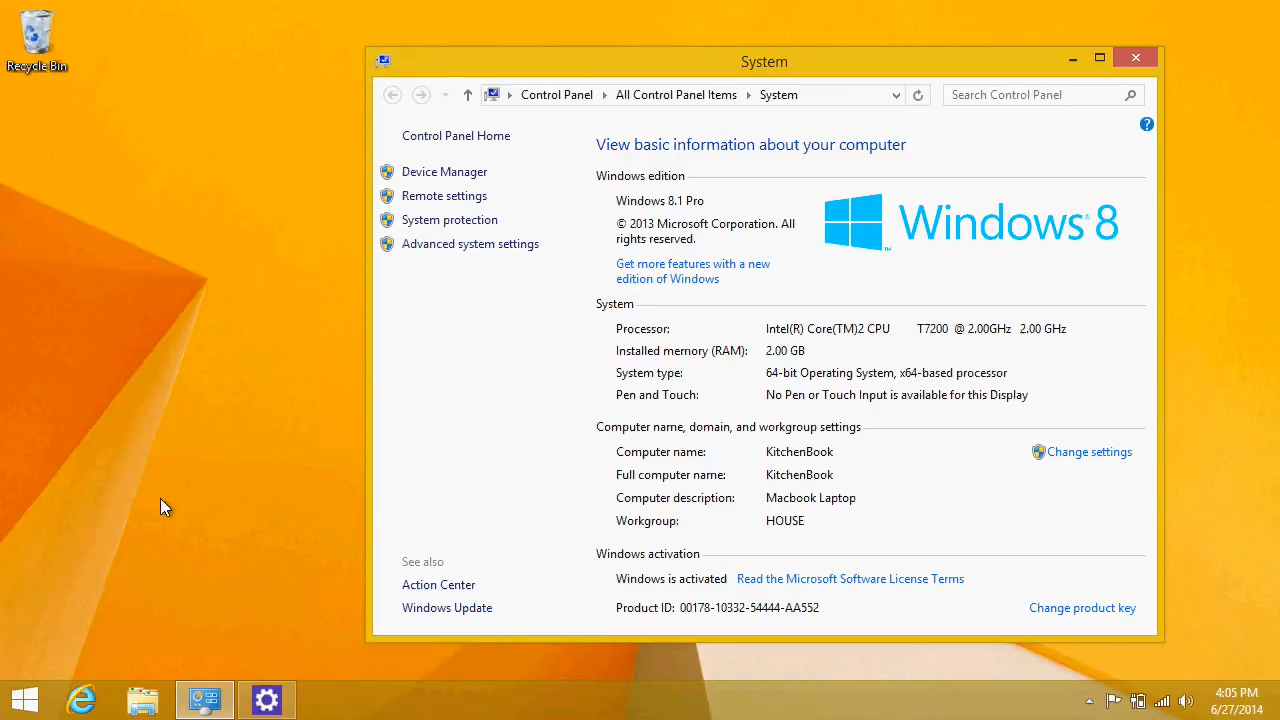 Recycle Bin
System
Control Panel
All Control Panel Items
System
Search Control Panel
Control Panel Home
Device Manager
Remote settings
System protection
Advanced system settings
View basic information about your computer
Windows edition
Windows 8.1 Pro
© 2013 Microsoft Corporation. All
rights reserved.
Get more features with a new
edition of Windows
Windows® 8
™
System
Processor: Intel(R) Core(TM)2 CPU T7200 @ 2.00GHz 2.00 GHz
Installed memory (RAM): 2.00 GB
System type: 64-bit Operating System, x64-based processor
Pen and Touch: No Pen or Touch Input is available for this Display
Computer name, domain, and workgroup settings
Computer name: KitchenBook Change settings
Full computer name: KitchenBook
Computer description: Macbook Laptop
Workgroup: HOUSE
Windows activation
Windows is activated Read the Microsoft Software License Terms
Product ID: 00178-10332-54444-AA552 Change product key
See also
Action Center
Windows Update
4:05 PM
6/27/2014